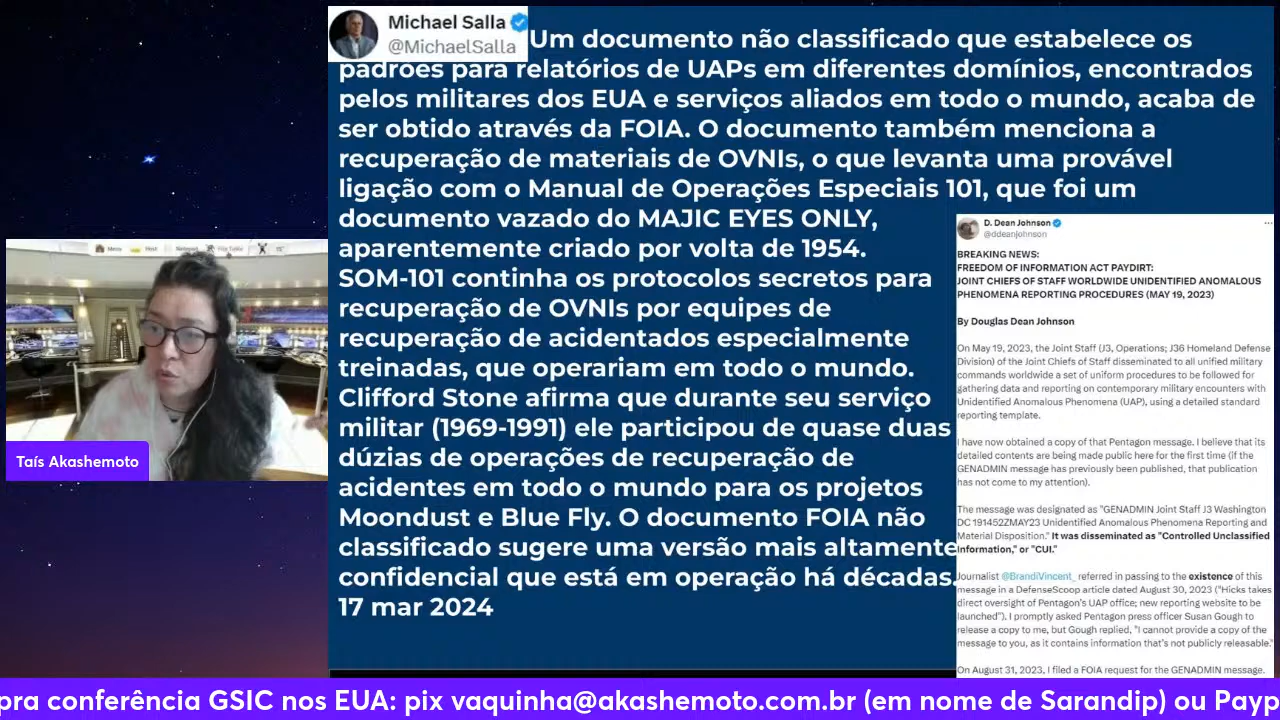 Michael Salla
@MichaelSalla
Um documento não classificado que estabelece os
padrões para relatórios de UAPs em diferentes domínios, encontrados
pelos militares dos EUA e serviços aliados em todo o mundo, acaba de
ser obtido através da FOIA. O documento também menciona a
recuperação de materiais de OVNIs, o que levanta uma provável
ligação com o Manual de Operações Especiais 101, que foi um
documento vazado do MAJIC EYES ONLY,
aparentemente criado por volta de 1954.
SOM-101 continha os protocolos secretos para
recuperação de OVNIs por equipes de
recuperação de acidentados especialmente
treinadas, que operariam em todo o mundo.
Clifford Stone afirma que durante seu serviço
militar (1969-1991) ele participou de quase duas
dúzias de operações de recuperação de
acidentes em todo o mundo para os projetos
Moondust e Blue Fly. O documento FOIA não
classificado sugere uma versão mais altamente
confidencial que está em operação há décadas.
17 mar 2024
D. Dean Johnson
@ddeanjohnson
BREAKING NEWS:
FREEDOM OF INFORMATION ACT PAYDIRT:
JOINT CHIEFS OF STAFF WORLDWIDE UNIDENTIFIED ANOMALOUS
PHENOMENA REPORTING PROCEDURES (MAY 19, 2023)
By Douglas Dean Johnson
On May 19, 2023, the Joint Staff (J3, Operations; J36 Homeland Defense
Division) of the Joint Chiefs of Staff disseminated to all unified military
commands worldwide a set of uniform procedures to be followed for
gathering data and reporting on contemporary military encounters with
Unidentified Anomalous Phenomena (UAP), using a detailed standard
reporting template.
I have now obtained a copy of that Pentagon message. I believe that its
detailed contents are being made public here for the first time (if the
GENADMIN message has previously been published, that publication
has not come to my attention).
The message was designated as "GENADMIN Joint Staff J3 Washington
DC 191452ZMAY23 Unidentified Anomalous Phenomena Reporting and
Material Disposition." It was disseminated as "Controlled Unclassified
Information," or "CUI."
Journalist @BrandiVincent_ referred in passing to the existence of this
message in a DefenseScoop article dated August 30, 2023 ("Hicks takes
direct oversight of Pentagon's UAP office; new reporting website to be
launched"). I promptly asked Pentagon press officer Susan Gough to
release a copy to me, but Gough replied, "I cannot provide a copy of the
message to you, as it contains information that's not publicly releasable."
On August 31, 2023, I filed a FOIA request for the GENADMIN message.
Taís Akashemoto
pra conferência GSIC nos EUA: pix vaquinha@akashemoto.com.br (em nome de Sarandip) ou Payp